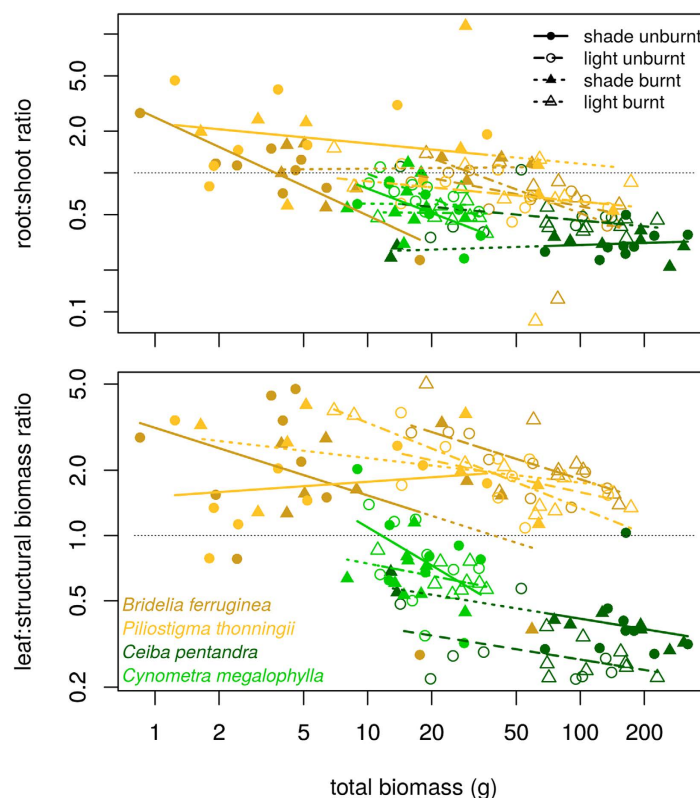 shade unburnt
light unburnt
shade burnt
light burnt
root:shoot ratio
5.0
2.0
1.0
0.5
0.1
leaf:structural biomass ratio
5.0
2.0
1.0
0.5
0.2
Bridelia ferruginea
Piliostigma thonningii
Ceiba pentandra
Cynometra megalophylla
1 2 5 10 20 50 100 200
total biomass (g)